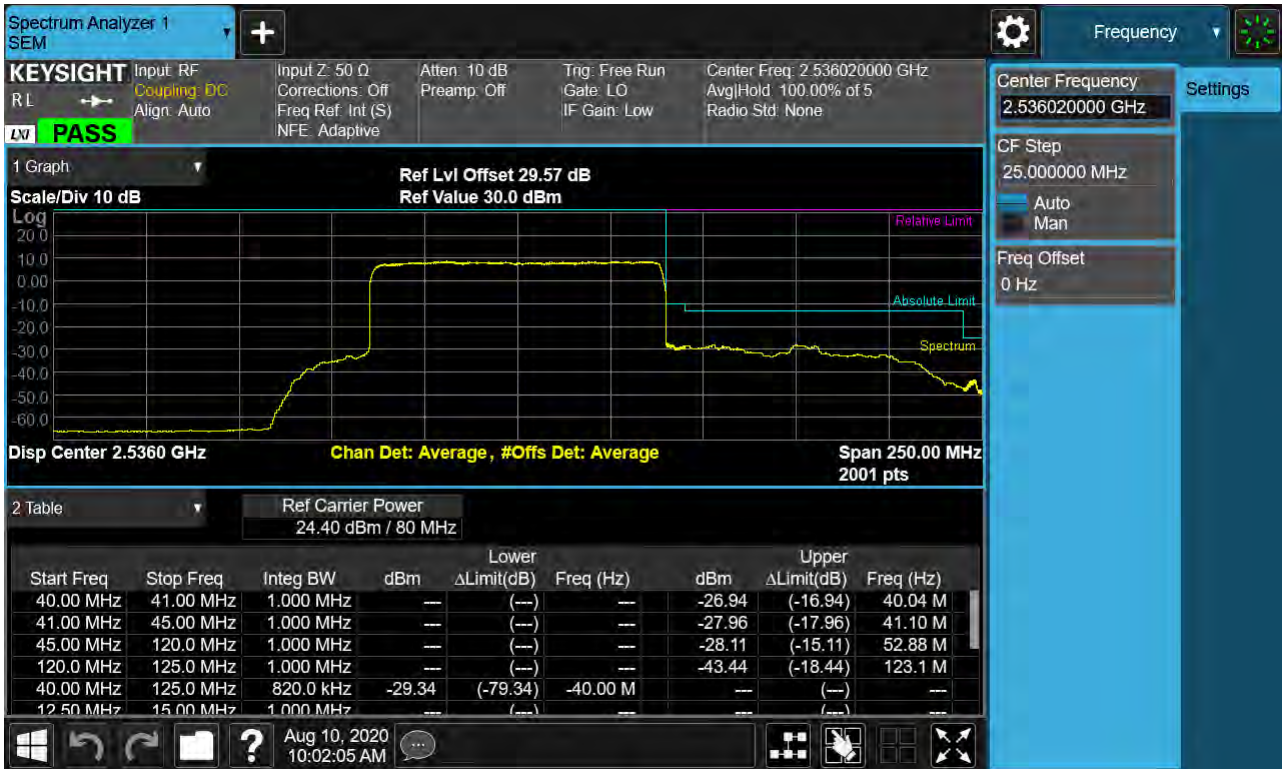 Spectrum Analyzer 1
SEM
+
Frequency
KEYSIGHT
R L
LXI
PASS
Input: RF
Coupling: DC
Align: Auto
Input Z: 50 Ω
Corrections: Off
Freq Ref: Int (S)
NFE: Adaptive
Atten: 10 dB
Preamp: Off
Trig: Free Run
Gate: LO
IF Gain: Low
Center Freq: 2.536020000 GHz
Avg|Hold: 100.00% of 5
Radio Std: None
Center Frequency
2.536020000 GHz
Settings
CF Step
25.000000 MHz
Auto
Man
Freq Offset
0 Hz
1 Graph
Scale/Div 10 dB
Ref Lvl Offset 29.57 dB
Ref Value 30.0 dBm
Log
20.0
10.0
0.00
-10.0
-20.0
-30.0
-40.0
-50.0
-60.0
Relative Limit
Absolute Limit
Spectrum
Disp Center 2.5360 GHz
Chan Det: Average, #Offs Det: Average
Span 250.00 MHz
2001 pts
2 Table
Ref Carrier Power
24.40 dBm / 80 MHz
Lower Upper
Start Freq Stop Freq Integ BW dBm ΔLimit(dB) Freq (Hz) dBm ΔLimit(dB) Freq (Hz)
40.00 MHz 41.00 MHz 1.000 MHz --- (---) --- -26.94 (-16.94) 40.04 M
41.00 MHz 45.00 MHz 1.000 MHz --- (---) --- -27.96 (-17.96) 41.10 M
45.00 MHz 120.0 MHz 1.000 MHz --- (---) --- -28.11 (-15.11) 52.88 M
120.0 MHz 125.0 MHz 1.000 MHz --- (---) --- -43.44 (-18.44) 123.1 M
40.00 MHz 125.0 MHz 820.0 kHz -29.34 (-79.34) -40.00 M --- (---) ---
12.50 MHz 15.00 MHz 1.000 MHz --- (---) --- --- (---) ---
?
Aug 10, 2020
10:02:05 AM